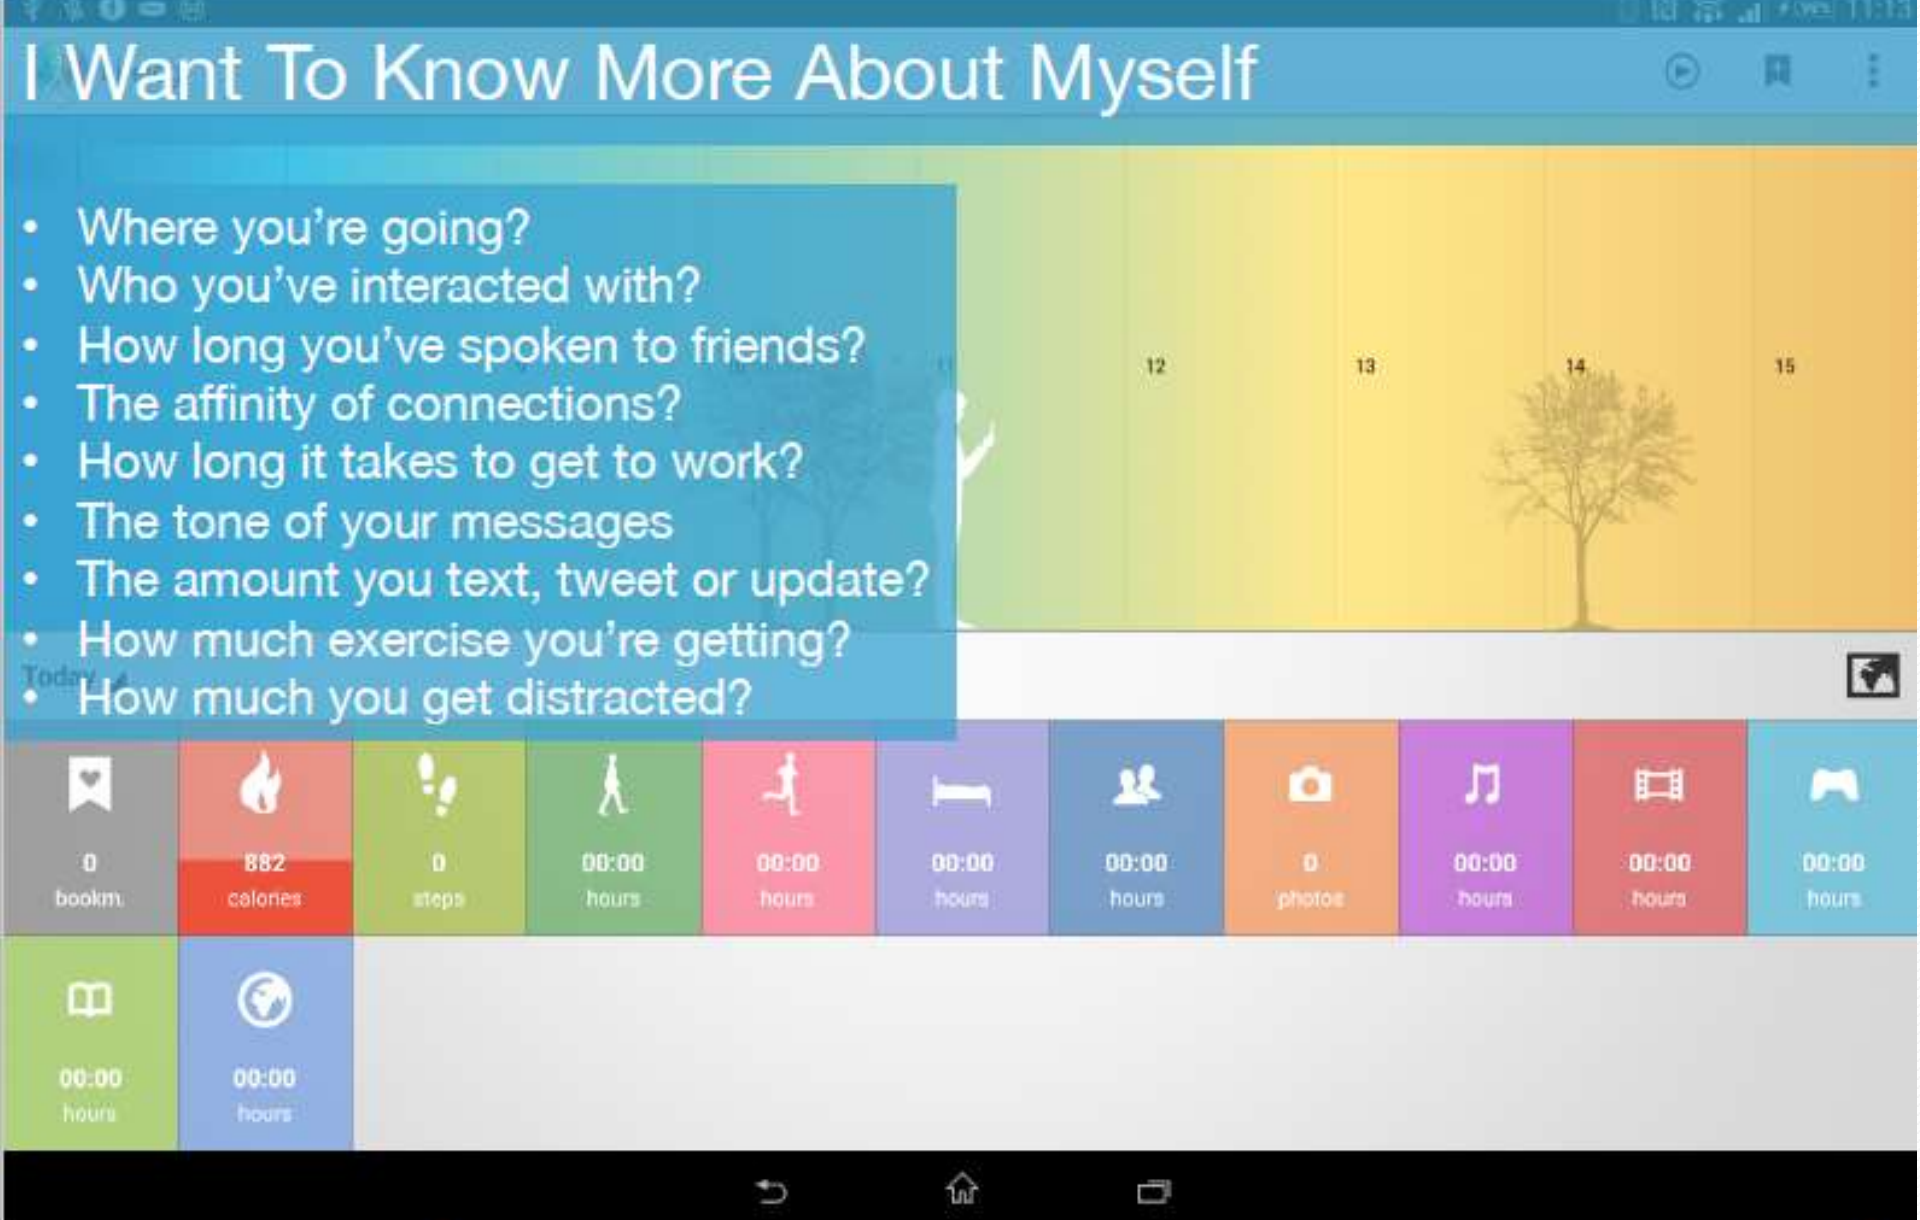 11:13
I Want To Know More About Myself
• Where you're going?
• Who you've interacted with?
• How long you've spoken to friends?
• The affinity of connections?
• How long it takes to get to work?
• The tone of your messages
• The amount you text, tweet or update?
• How much exercise you're getting?
• How much you get distracted?
11 12 13 14 15
Today
0 882 0 00:00 00:00 00:00 00:00 0 00:00 00:00 00:00
bookm. calories steps hours hours hours hours photos hours hours hours
00:00 00:00
hours hours